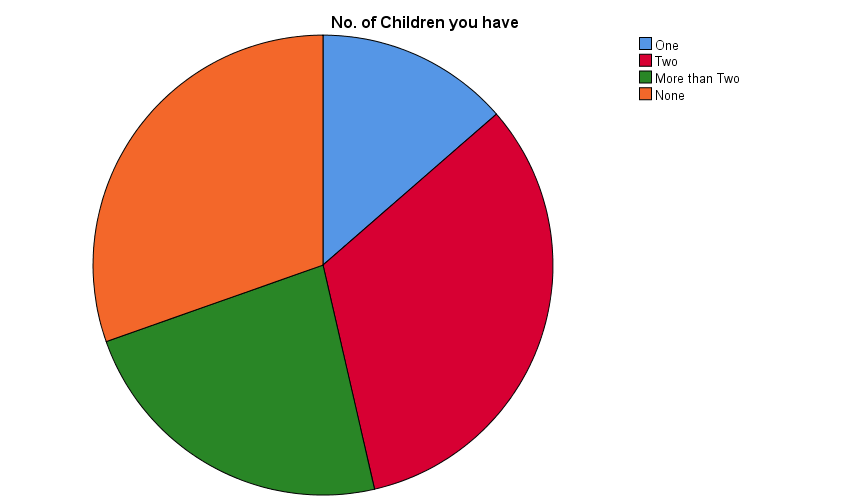 No. of Children you have
One
Two
More than Two
None